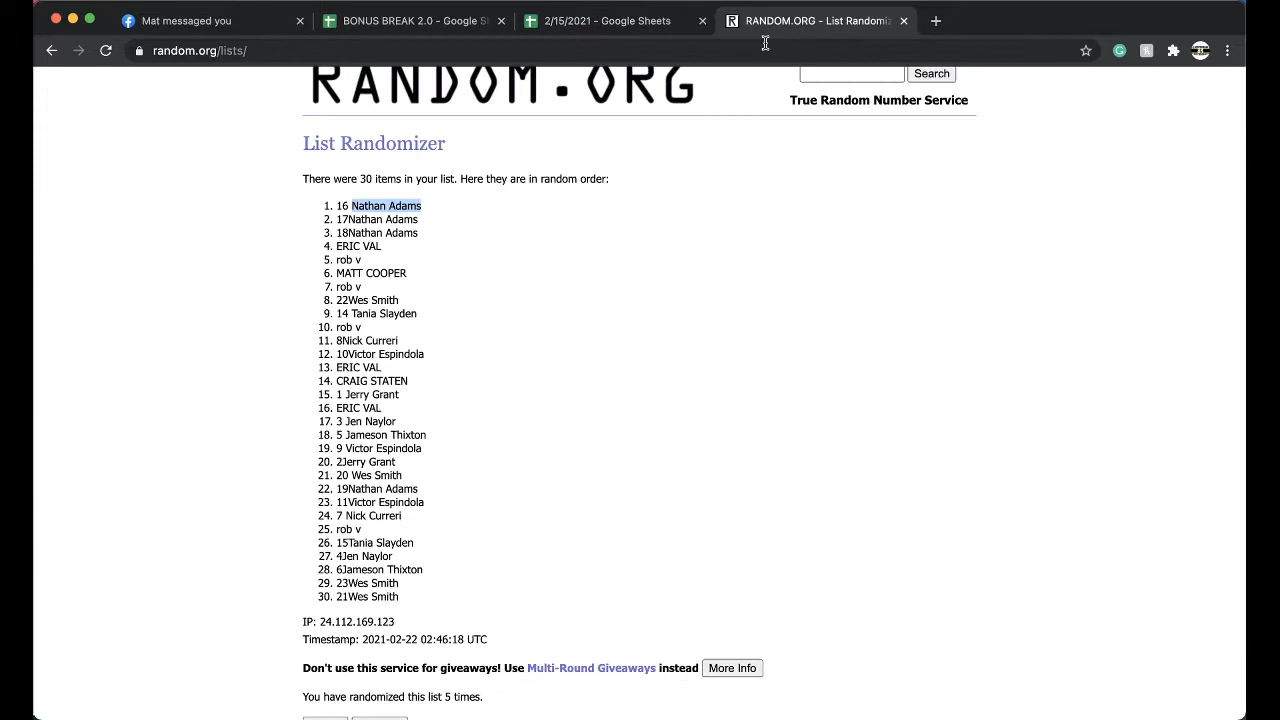 Mat messaged you
BONUS BREAK 2.0 - Google S
2/15/2021 - Google Sheets
RANDOM.ORG - List Randomiz
random.org/lists/
RANDOM.ORG
Search
True Random Number Service
List Randomizer
There were 30 items in your list. Here they are in random order:
1. 16 Nathan Adams
2. 17Nathan Adams
3. 18Nathan Adams
4. ERIC VAL
5. rob v
6. MATT COOPER
7. rob v
8. 22Wes Smith
9. 14 Tania Slayden
10. rob v
11. 8Nick Curreri
12. 10Victor Espindola
13. ERIC VAL
14. CRAIG STATEN
15. 1 Jerry Grant
16. ERIC VAL
17. 3 Jen Naylor
18. 5 Jameson Thixton
19. 9 Victor Espindola
20. 2Jerry Grant
21. 20 Wes Smith
22. 19Nathan Adams
23. 11Victor Espindola
24. 7 Nick Curreri
25. rob v
26. 15Tania Slayden
27. 4Jen Naylor
28. 6Jameson Thixton
29. 23Wes Smith
30. 21Wes Smith
IP: 24.112.169.123
Timestamp: 2021-02-22 02:46:18 UTC
Don't use this service for giveaways! Use Multi-Round Giveaways instead More Info
You have randomized this list 5 times.